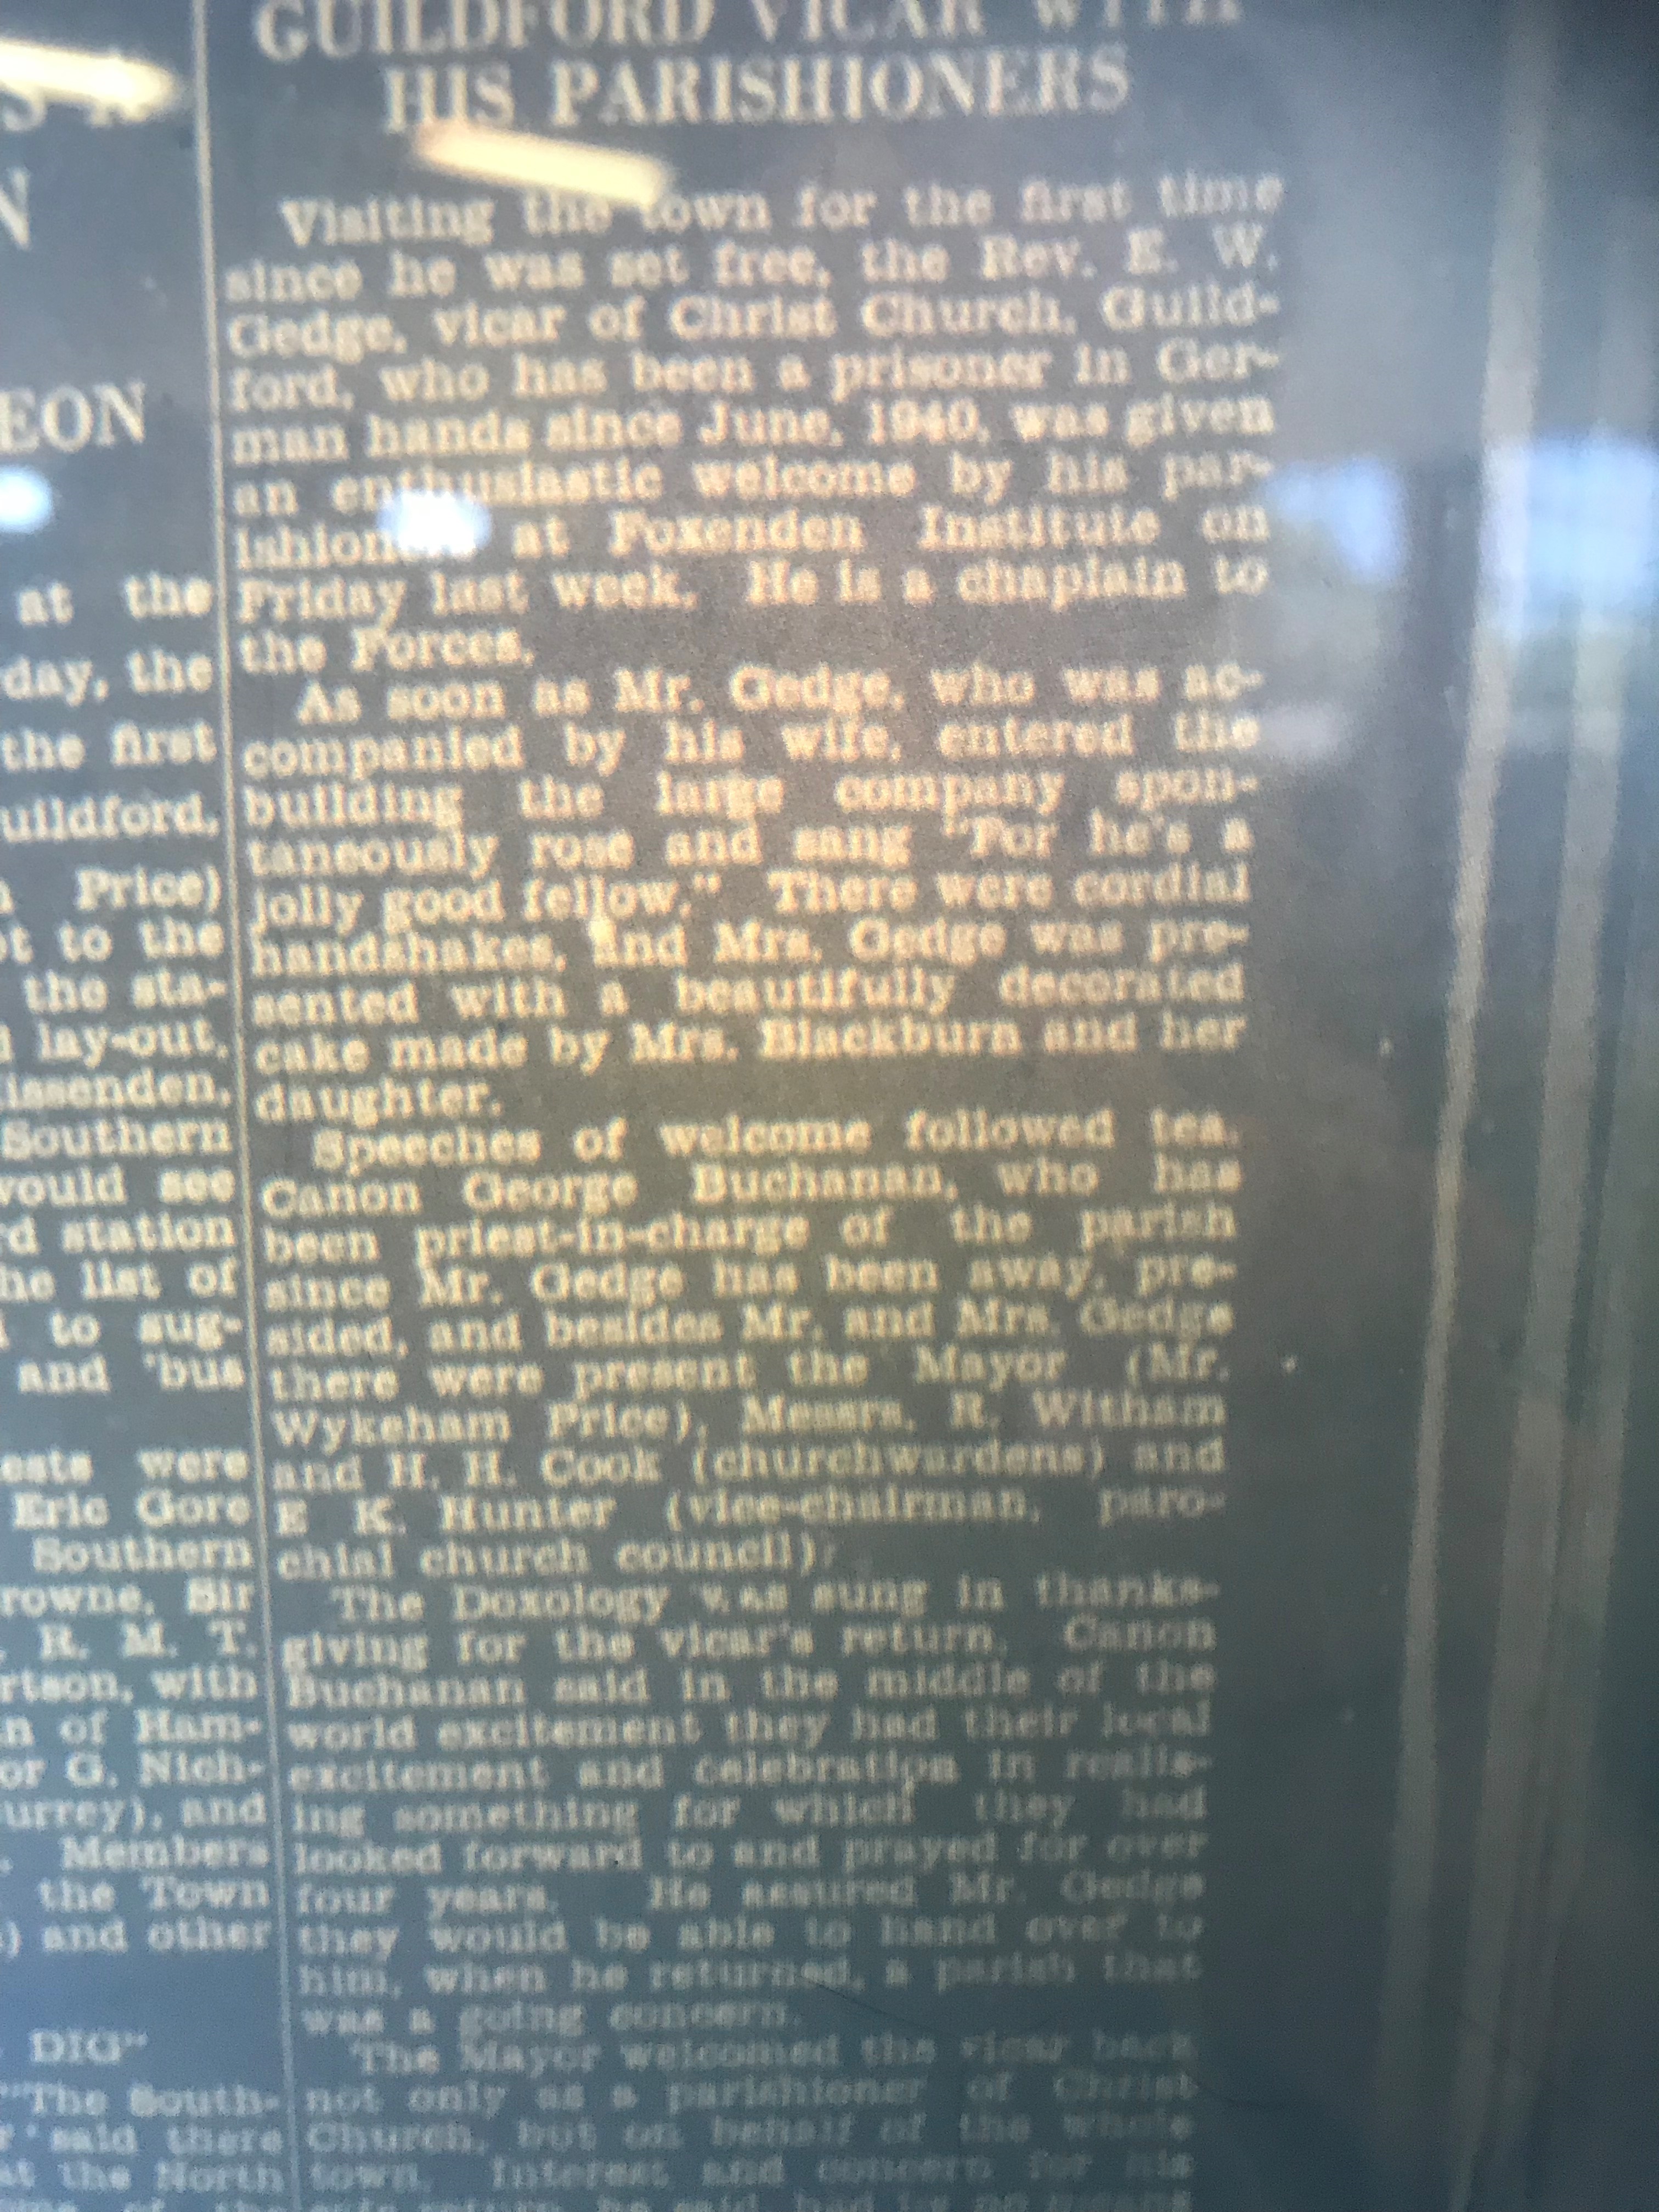 EON
at the
day, the
the first
uildford,
Price)
to the
the sta-
lay-out,
issenden,
Southern
would see
d station
he list of
to sug-
and 'bus
ests were
Eric Gore
Southern
rowne, Sir
R. M. T.
rtson, with
n of Ham-
or G. Nich-
urrey), and
Members
the Town
) and other
DIG"
"The South-
said there
at the North
GUILDFORD VICAR WITH
HIS PARISHIONERS
Visiting the town for the first time
since he was set free, the Rev. E. W.
Gedge, vicar of Christ Church, Guild-
ford, who has been a prisoner in Ger-
man hands since June, 1940, was given
an enthusiastic welcome by his par-
ishioners at Foxenden Institute on
Friday last week. He is a chaplain to
the Forces.
As soon as Mr. Gedge, who was ac-
companied by his wife, entered the
building the large company spon-
taneously rose and sang "For he's a
jolly good fellow." There were cordial
handshakes, and Mrs. Gedge was pre-
sented with a beautifully decorated
cake made by Mrs. Blackburn and her
daughter.
Speeches of welcome followed tea.
Canon George Buchanan, who has
been priest-in-charge of the parish
since Mr. Gedge has been away, pre-
sided, and besides Mr. and Mrs. Gedge
there were present the Mayor (Mr.
Wykeham Price), Messrs. R. Witham
and H. H. Cook (churchwardens) and
E K. Hunter (vice-chairman, paro-
chial church council).
The Doxology was sung in thanks-
giving for the vicar's return. Canon
Buchanan said in the middle of the
world excitement they had their local
excitement and celebration in realis-
ing something for which they had
looked forward to and prayed for over
four years. He assured Mr. Gedge
they would be able to hand over to
him, when he returned, a parish that
was a going concern.
The Mayor welcomed the vicar back
not only as a parishioner of Christ
Church, but on behalf of the whole
town. Interest and concern for his